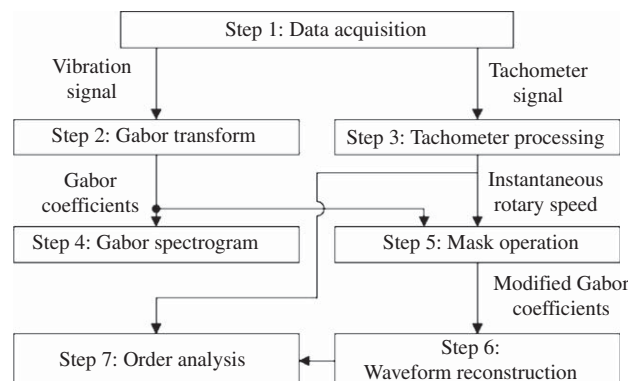 Step 1: Data acquisition
Vibration
signal
Tachometer
signal
Step 2: Gabor transform
Step 3: Tachometer processing
Gabor
coefficients
Instantaneous
rotary speed
Step 4: Gabor spectrogram
Step 5: Mask operation
Modified Gabor
coefficients
Step 7: Order analysis
Step 6:
Waveform reconstruction